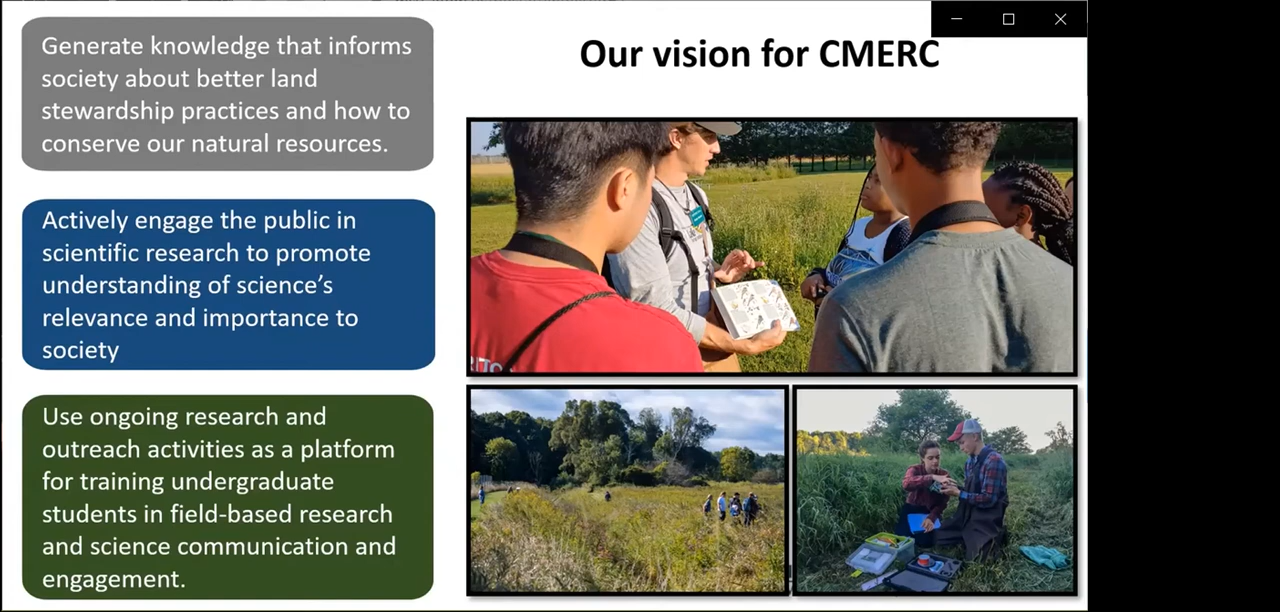 Our vision for CMERC
Generate knowledge that informs
society about better land
stewardship practices and how to
conserve our natural resources.
Actively engage the public in
scientific research to promote
understanding of science’s
relevance and importance to
society
Use ongoing research and
outreach activities as a platform
for training undergraduate
students in field-based research
and science communication and
engagement.